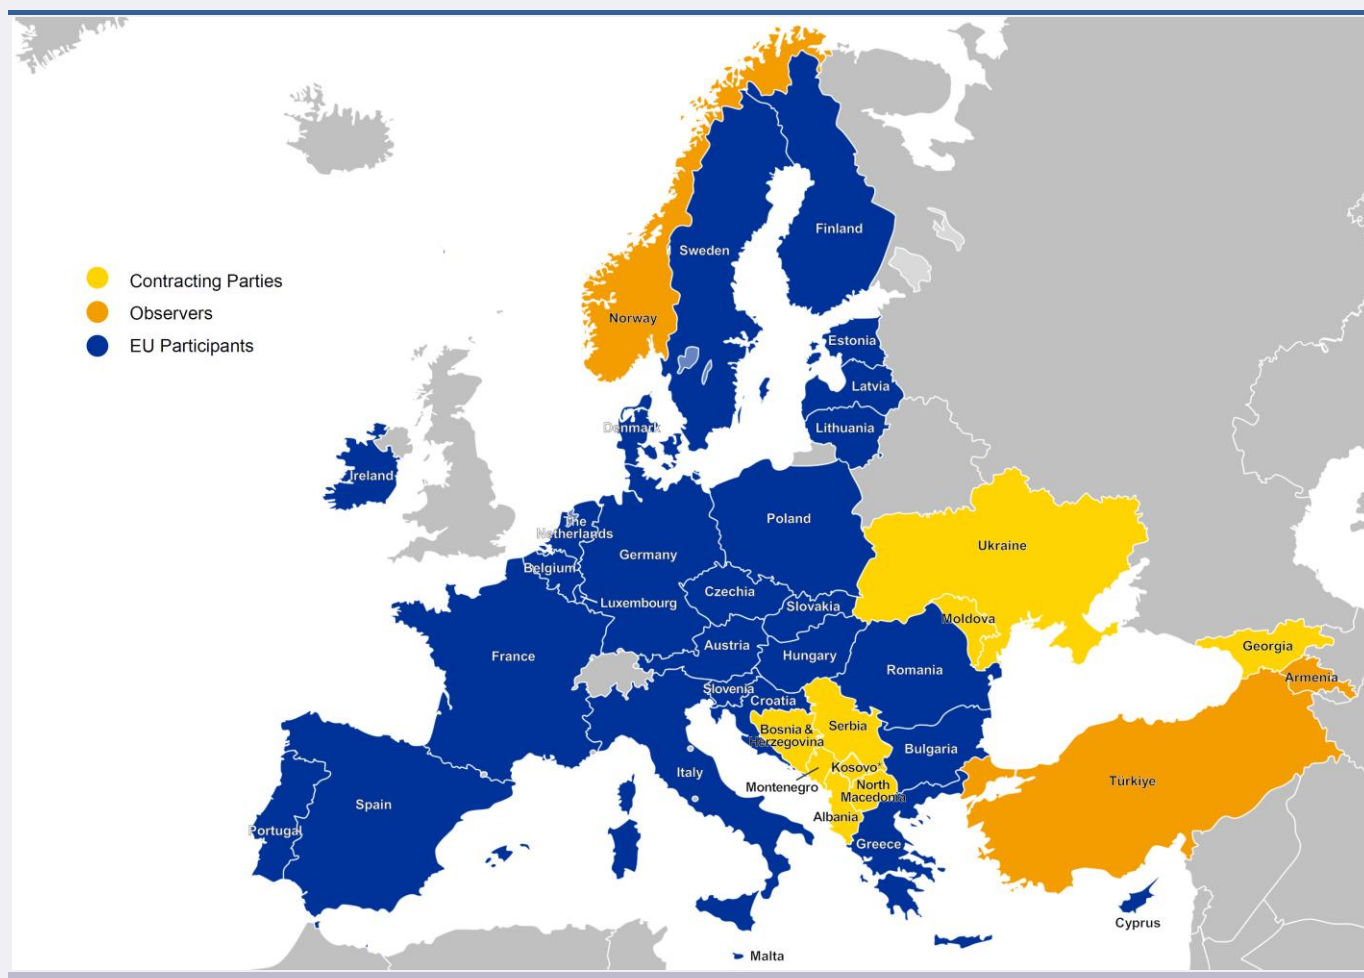 Contracting Parties
Observers
EU Participants
Finland
Sweden
Norway
Estonia
Latvia
Lithuania
Denmark
Ireland
The
Netherlands
Poland
Ukraine
Germany
Belgium
Czechia
Luxembourg
Slovakia
Moldova
Austria
Georgia
France
Hungary
Romania
Armenia
Slovenia
Croatia
Bosnia &
Herzegovina
Serbia
Bulgaria
Kosovo*
Italy
Türkiye
Montenegro
North
Macedonia
Spain
Albania
Portugal
Greece
Cyprus
Malta